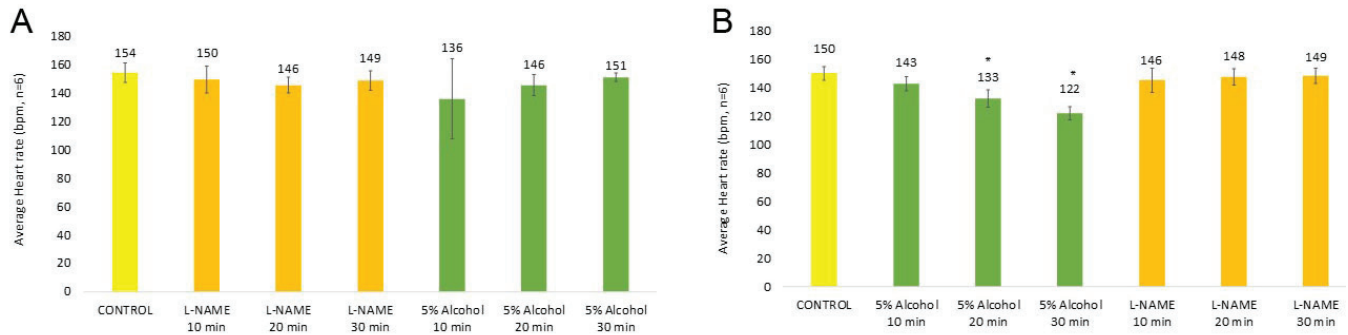 A
Average Heart rate (bpm, n=6)
180
160
140
120
100
80
60
40
20
0
154
150
146
149
136
146
151
CONTROL
L-NAME
10 min
L-NAME
20 min
L-NAME
30 min
5% Alcohol
10 min
5% Alcohol
20 min
5% Alcohol
30 min
B
Average Heart rate (bpm, n=6)
180
160
140
120
100
80
60
40
20
0
150
143
*
133
*
122
146
148
149
CONTROL
5% Alcohol
10 min
5% Alcohol
20 min
5% Alcohol
30 min
L-NAME
10 min
L-NAME
20 min
L-NAME
30 min